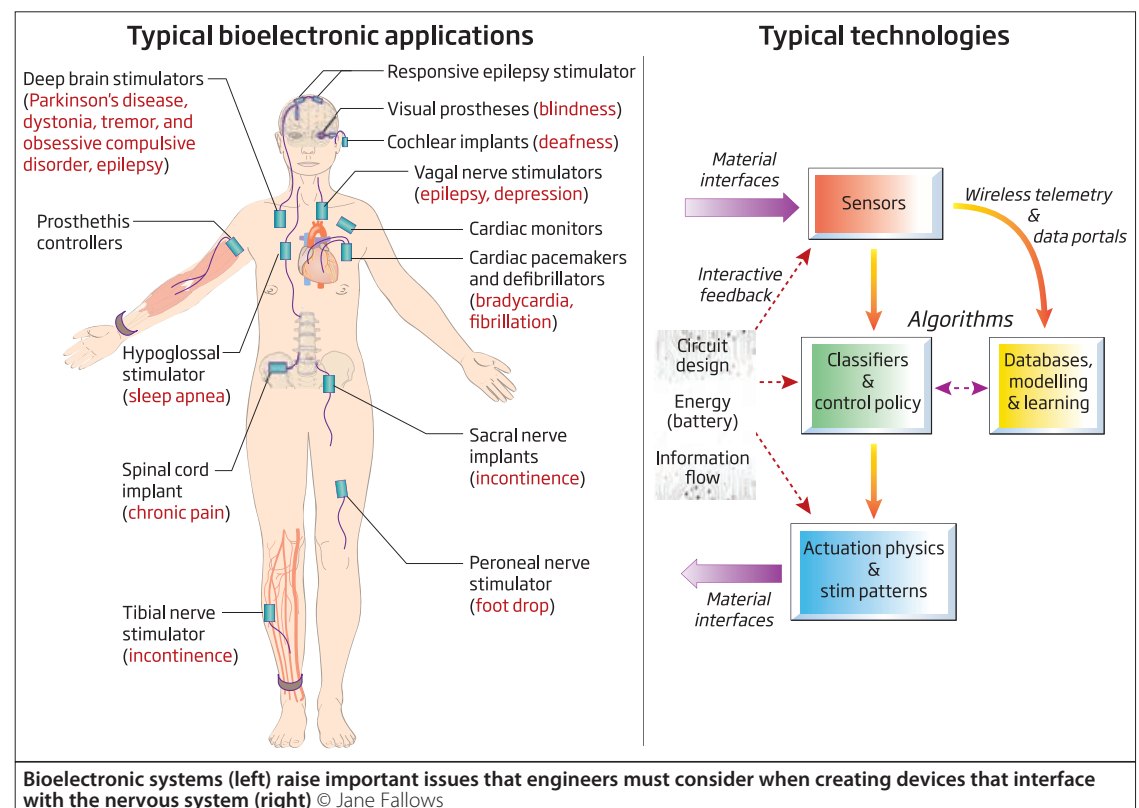 Typical bioelectronic applications
Deep brain stimulators
(Parkinson's disease,
dystonia, tremor, and
obsessive compulsive
disorder, epilepsy)
Prosthethis
controllers
Hypoglossal
stimulator
(sleep apnea)
Spinal cord
implant
(chronic pain)
Tibial nerve
stimulator
(incontinence)
Responsive epilepsy stimulator
Visual prostheses (blindness)
Cochlear implants (deafness)
Vagal nerve stimulators
(epilepsy, depression)
Cardiac monitors
Cardiac pacemakers
and defibrillators
(bradycardia,
fibrillation)
Sacral nerve
implants
(incontinence)
Peroneal nerve
stimulator
(foot drop)
Typical technologies
Material
interfaces
Sensors
Wireless telemetry
&
data portals
Interactive
feedback
Algorithms
Circuit
design
Energy
(battery)
Information
flow
Classifiers
&
control policy
Databases,
modelling
& learning
Actuation physics
&
stim patterns
Material
interfaces
Bioelectronic systems (left) raise important issues that engineers must consider when creating devices that interface
with the nervous system (right) © Jane Fallows